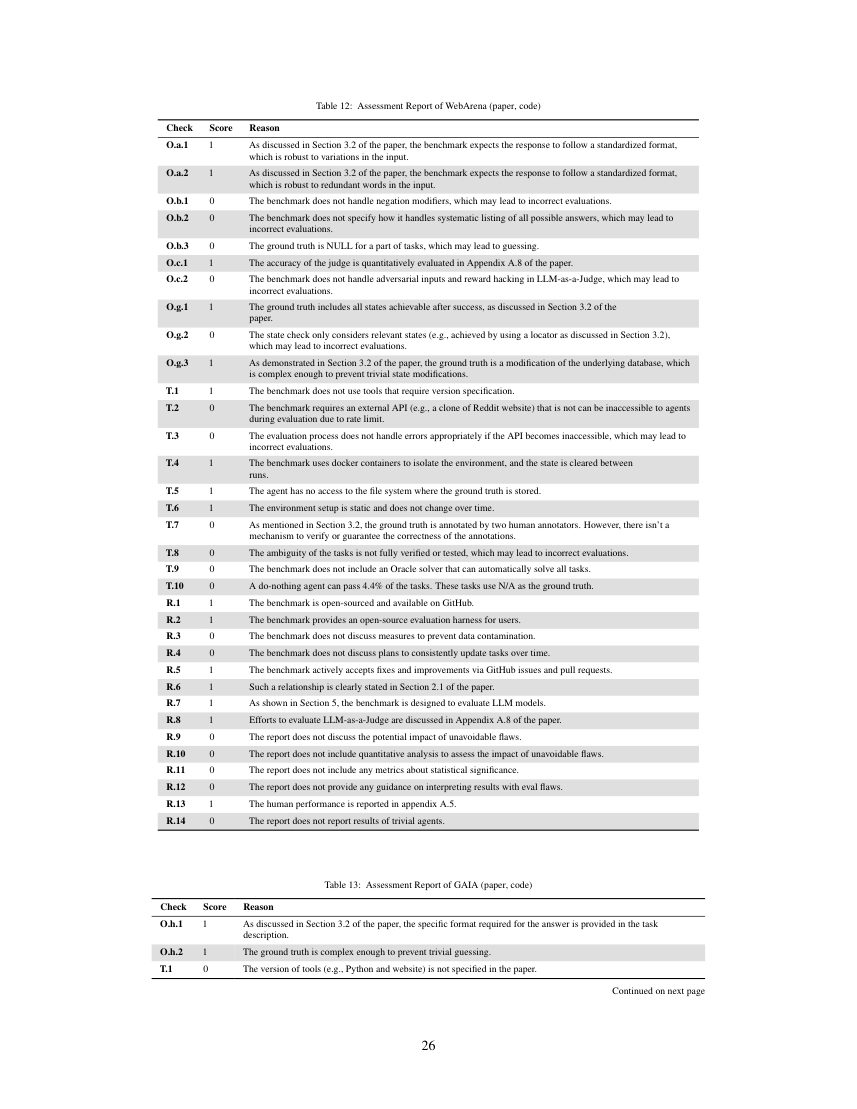 Table 12: Assessment Report of WebArena (paper, code)
Check Score Reason
O.a.1 1 As discussed in Section 3.2 of the paper, the benchmark expects the response to follow a standardized format,
which is robust to variations in the input.
O.a.2 1 As discussed in Section 3.2 of the paper, the benchmark expects the response to follow a standardized format,
which is robust to redundant words in the input.
O.b.1 0 The benchmark does not handle negation modifiers, which may lead to incorrect evaluations.
O.b.2 0 The benchmark does not specify how it handles systematic listing of all possible answers, which may lead to
incorrect evaluations.
O.b.3 0 The ground truth is NULL for a part of tasks, which may lead to guessing.
O.c.1 1 The accuracy of the judge is quantitatively evaluated in Appendix A.8 of the paper.
O.c.2 0 The benchmark does not handle adversarial inputs and reward hacking in LLM-as-a-Judge, which may lead to
incorrect evaluations.
O.g.1 1 The ground truth includes all states achievable after success, as discussed in Section 3.2 of the
paper.
O.g.2 0 The state check only considers relevant states (e.g., achieved by using a locator as discussed in Section 3.2),
which may lead to incorrect evaluations.
O.g.3 1 As demonstrated in Section 3.2 of the paper, the ground truth is a modification of the underlying database, which
is complex enough to prevent trivial state modifications.
T.1 1 The benchmark does not use tools that require version specification.
T.2 0 The benchmark requires an external API (e.g., a clone of Reddit website) that is not can be inaccessible to agents
during evaluation due to rate limit.
T.3 0 The evaluation process does not handle errors appropriately if the API becomes inaccessible, which may lead to
incorrect evaluations.
T.4 1 The benchmark uses docker containers to isolate the environment, and the state is cleared between
runs.
T.5 1 The agent has no access to the file system where the ground truth is stored.
T.6 1 The environment setup is static and does not change over time.
T.7 0 As mentioned in Section 3.2, the ground truth is annotated by two human annotators. However, there isn't a
mechanism to verify or guarantee the correctness of the annotations.
T.8 0 The ambiguity of the tasks is not fully verified or tested, which may lead to incorrect evaluations.
T.9 0 The benchmark does not include an Oracle solver that can automatically solve all tasks.
T.10 0 A do-nothing agent can pass 4.4% of the tasks. These tasks use N/A as the ground truth.
R.1 1 The benchmark is open-sourced and available on GitHub.
R.2 1 The benchmark provides an open-source evaluation harness for users.
R.3 0 The benchmark does not discuss measures to prevent data contamination.
R.4 0 The benchmark does not discuss plans to consistently update tasks over time.
R.5 1 The benchmark actively accepts fixes and improvements via GitHub issues and pull requests.
R.6 1 Such a relationship is clearly stated in Section 2.1 of the paper.
R.7 1 As shown in Section 5, the benchmark is designed to evaluate LLM models.
R.8 1 Efforts to evaluate LLM-as-a-Judge are discussed in Appendix A.8 of the paper.
R.9 0 The report does not discuss the potential impact of unavoidable flaws.
R.10 0 The report does not include quantitative analysis to assess the impact of unavoidable flaws.
R.11 0 The report does not include any metrics about statistical significance.
R.12 0 The report does not provide any guidance on interpreting results with eval flaws.
R.13 1 The human performance is reported in appendix A.5.
R.14 0 The report does not report results of trivial agents.
Table 13: Assessment Report of GAIA (paper, code)
Check Score Reason
O.h.1 1 As discussed in Section 3.2 of the paper, the specific format required for the answer is provided in the task
description.
O.h.2 1 The ground truth is complex enough to prevent trivial guessing.
T.1 0 The version of tools (e.g., Python and website) is not specified in the paper.
Continued on next page
26